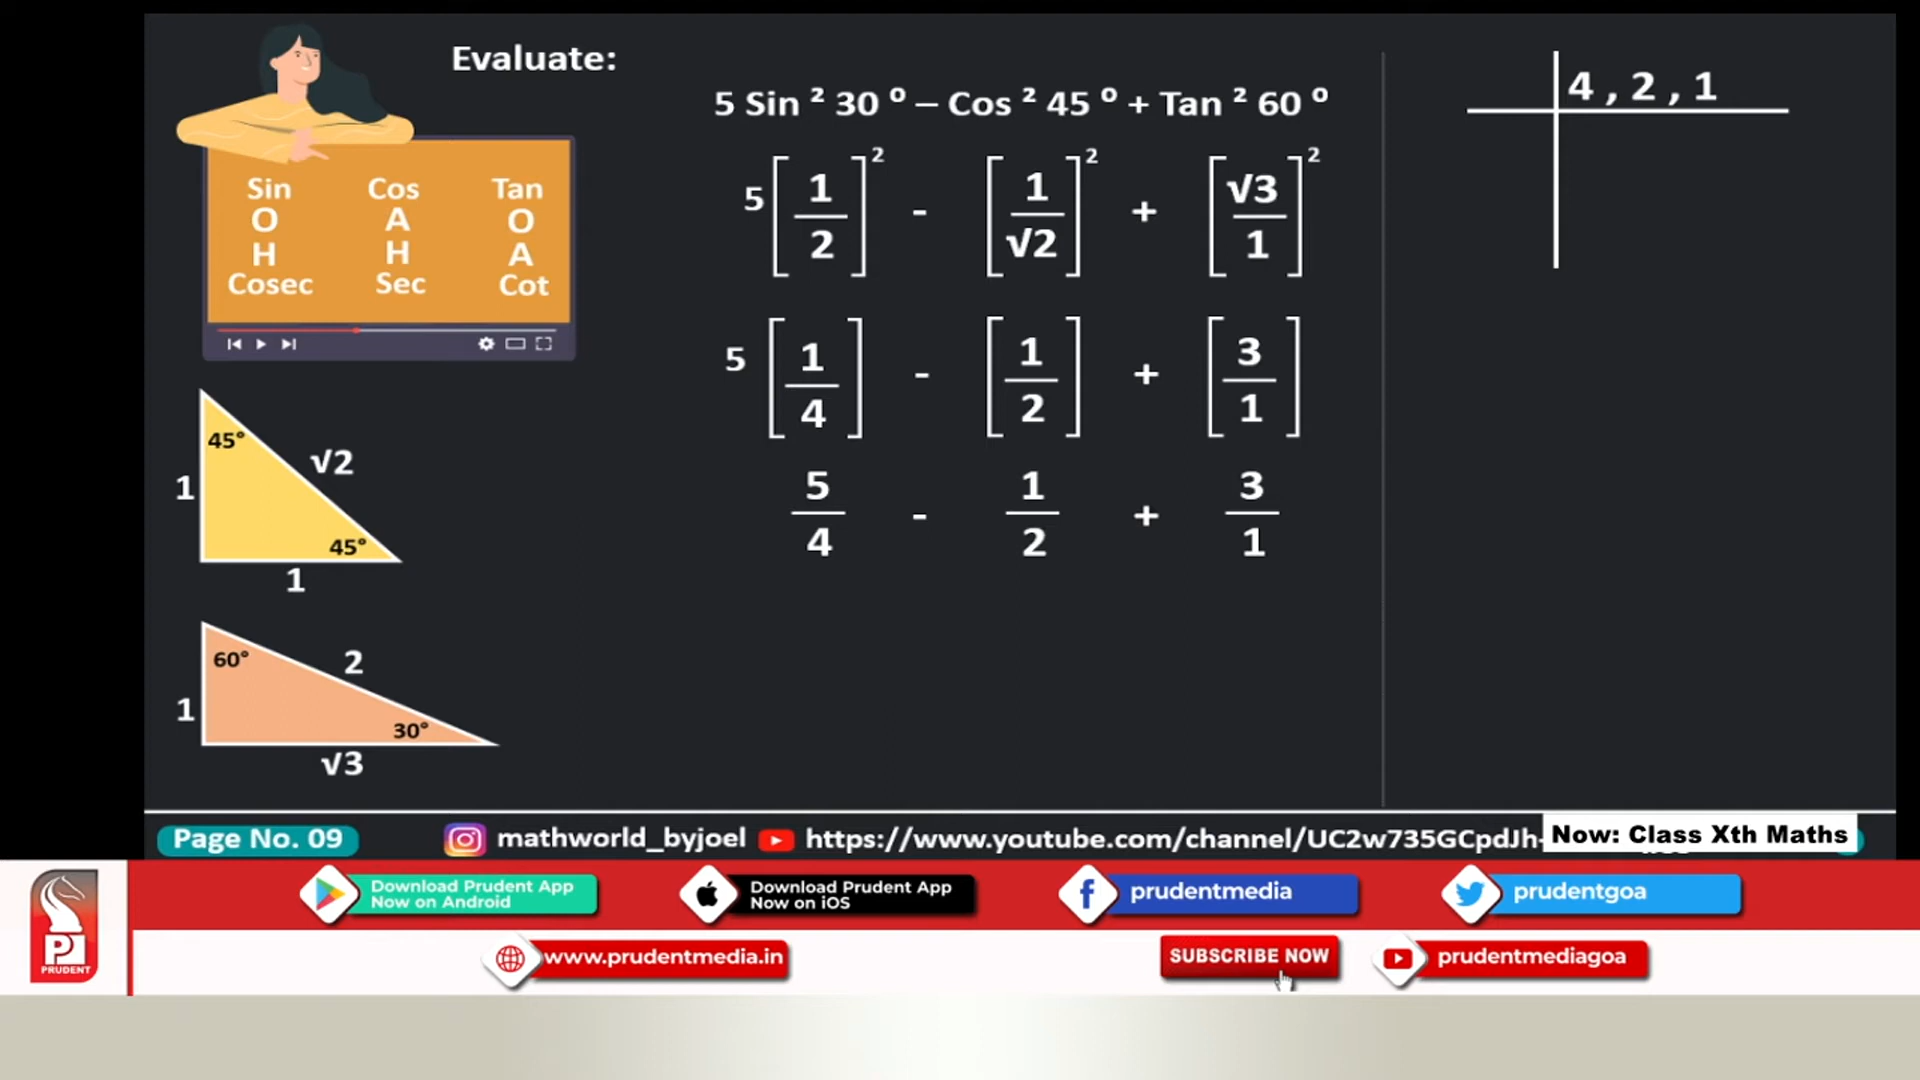 Evaluate:
5 Sin ² 30 ⁰ – Cos ² 45 ⁰ + Tan ² 60 ⁰
5 [1/2]² - [1/√2]² + [√3/1]²
5 [1/4] - [1/2] + [3/1]
5/4 - 1/2 + 3/1
4 , 2 , 1
Sin Cos Tan
O A O
H H A
Cosec Sec Cot
45°
√2
1
45°
1
60°
2
1
30°
√3
Page No. 09
mathworld_byjoel
https://www.youtube.com/channel/UC2w735GCpdJh-
Now: Class Xth Maths
Download Prudent App
Now on Android
Download Prudent App
Now on iOS
prudentmedia
prudentgoa
PRUDENT
www.prudentmedia.in
SUBSCRIBE NOW
prudentmediagoa